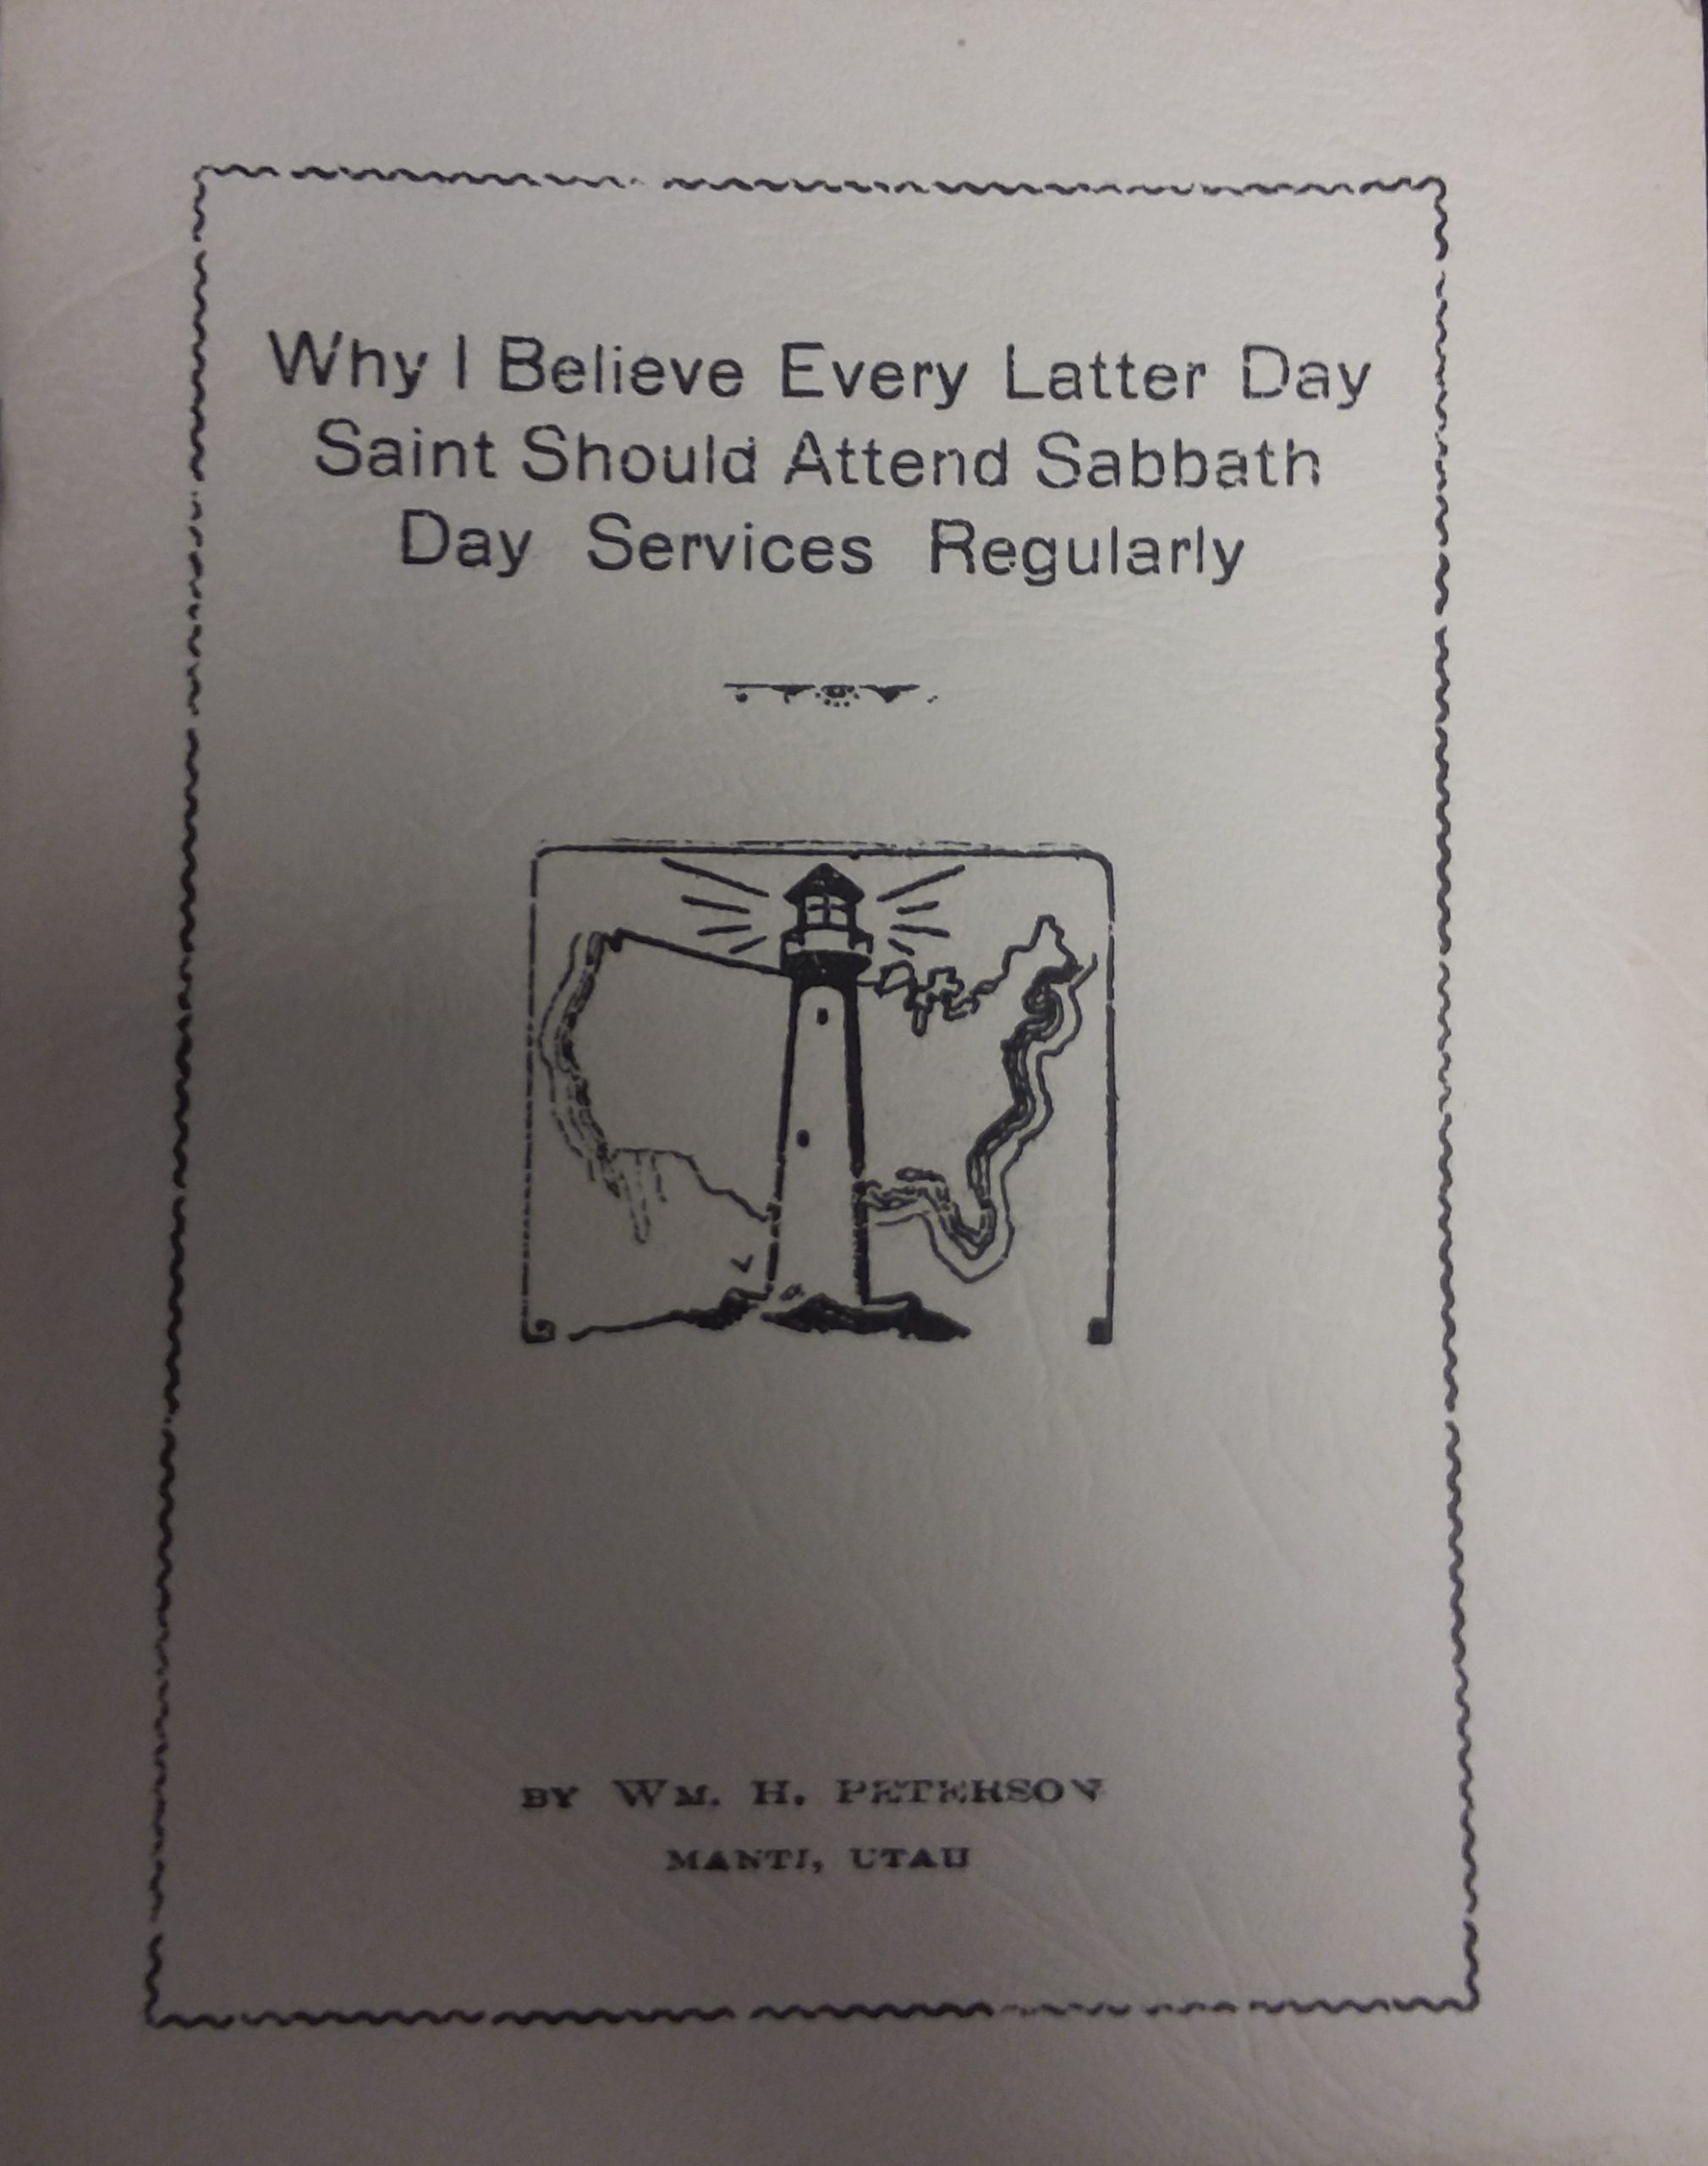 Why I Believe Every Latter Day
Saint Should Attend Sabbath
Day Services Regularly
BY WM. H. PETERSON
MANTI, UTAH